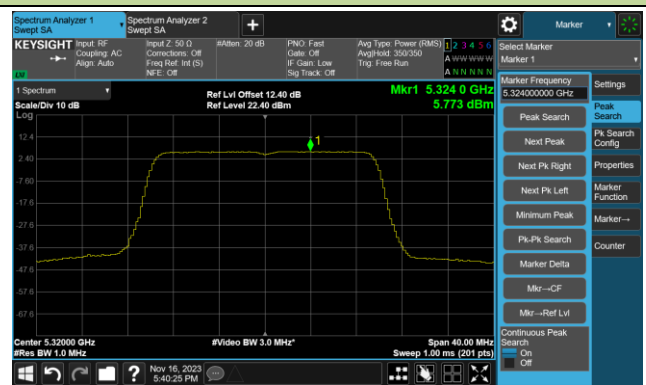 Spectrum Analyzer 1
Swept SA
Spectrum Analyzer 2
Swept SA
Marker
KEYSIGHT
Input: RF
Coupling: AC
Align: Auto
Input Z: 50 Ω
Corrections: Off
Freq Ref: Int (S)
NFE: Off
#Atten: 20 dB
PNO: Fast
Gate: Off
IF Gain: Low
Sig Track: Off
Avg Type: Power (RMS)
Avg|Hold: 350/350
Trig: Free Run
1 2 3 4 5 6
A W W W W W
A N N N N N
LXI
Select Marker
Marker 1
1 Spectrum
Scale/Div 10 dB
Log
Ref Lvl Offset 12.40 dB
Ref Level 22.40 dBm
Mkr1 5.324 0 GHz
5.773 dBm
1
12.4
2.40
-7.60
-17.6
-27.6
-37.6
-47.6
-57.6
-67.6
Center 5.32000 GHz
#Res BW 1.0 MHz
#Video BW 3.0 MHz*
Span 40.00 MHz
Sweep 1.00 ms (201 pts)
Marker Frequency
5.324000000 GHz
Peak Search
Next Peak
Next Pk Right
Next Pk Left
Minimum Peak
Pk-Pk Search
Marker Delta
Mkr→CF
Mkr→Ref Lvl
Continuous Peak
Search
On
Off
Settings
Peak
Search
Pk Search
Config
Properties
Marker
Function
Marker→
Counter
Nov 16, 2023
5:40:25 PM